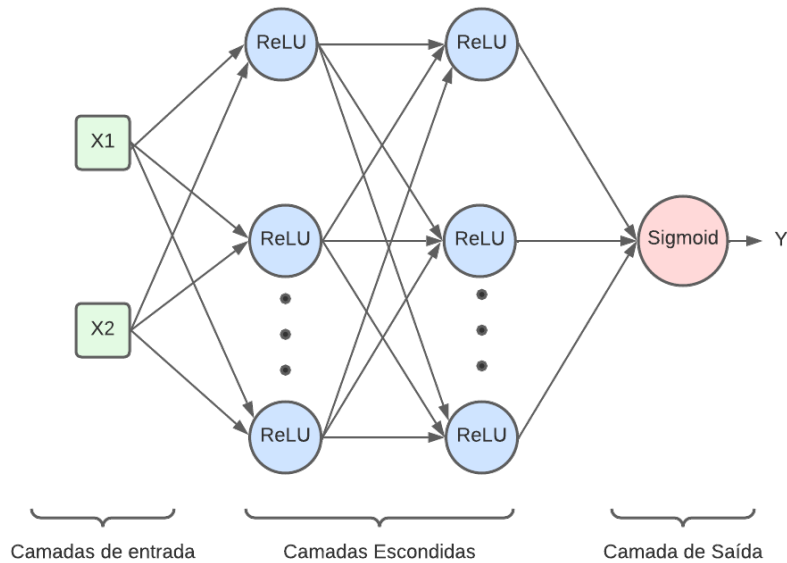 ReLU
ReLU
X1
X2
ReLU
ReLU
Sigmoid
Y
ReLU
ReLU
Camadas de entrada
Camadas Escondidas
Camada de Saída